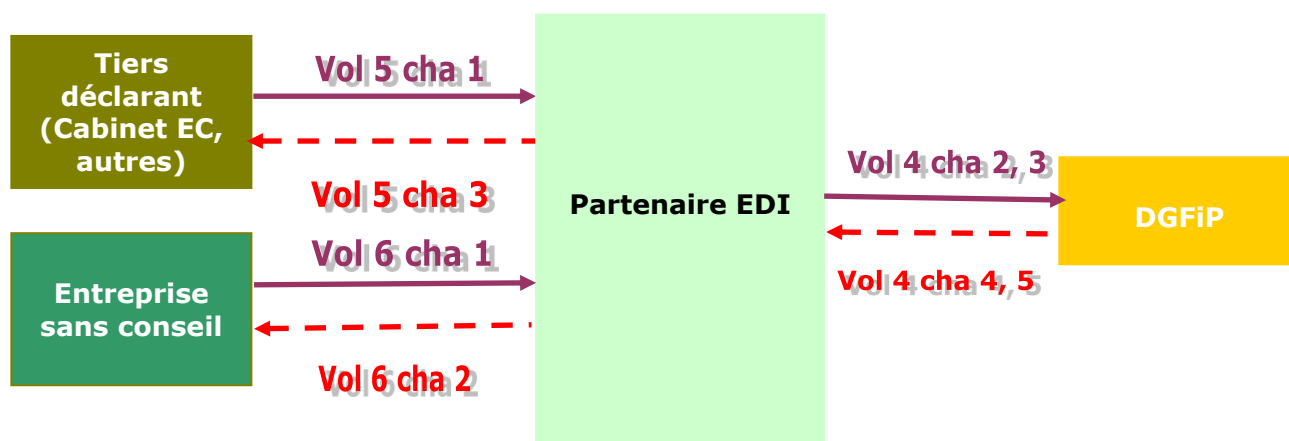 Tiers
déclarant
(Cabinet EC,
autres)
Vol 5 cha 1
Vol 5 cha 3
Entreprise
sans conseil
Vol 6 cha 1
Vol 6 cha 2
Partenaire EDI
Vol 4 cha 2, 3
Vol 4 cha 4, 5
DGFiP